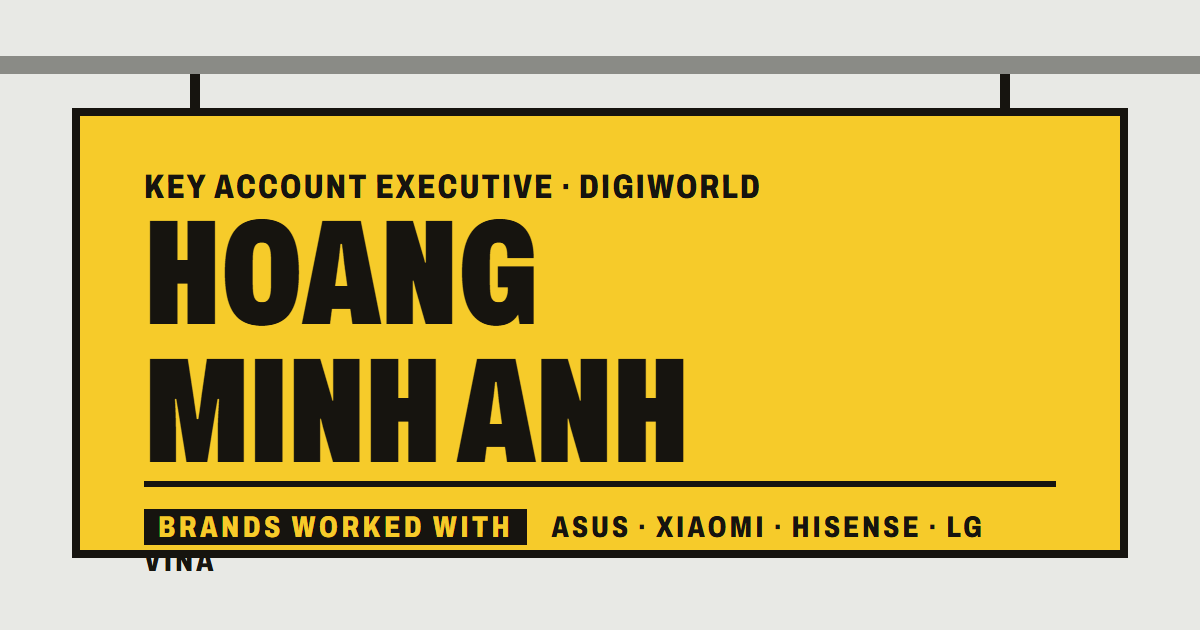 KEY ACCOUNT EXECUTIVE · DIGIWORLD
HOANG
MINH ANH
BRANDS WORKED WITH ASUS · XIAOMI · HISENSE · LG
VINA